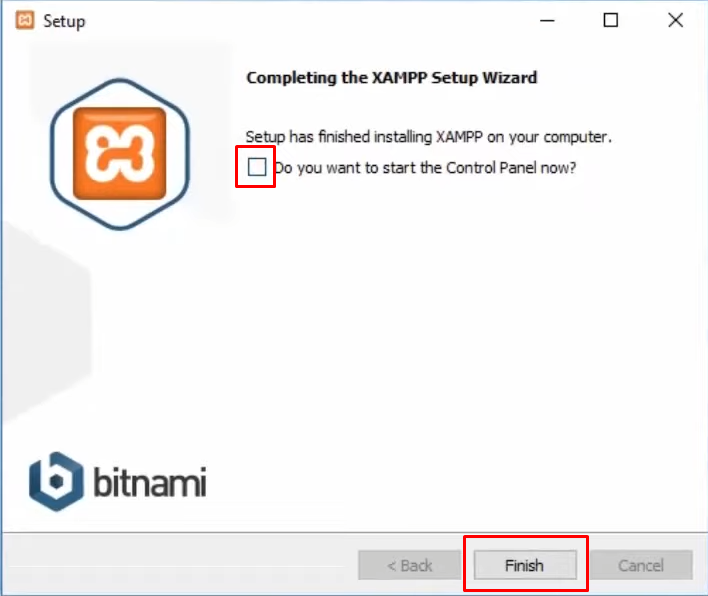 Setup
Completing the XAMPP Setup Wizard
Setup has finished installing XAMPP on your computer.
Do you want to start the Control Panel now?
bitnami
< Back
Finish
Cancel